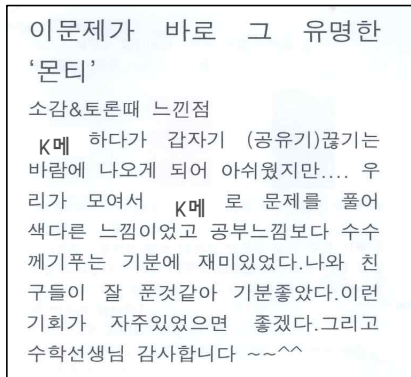 이문제가 바로 그 유명한
‘몬티’
소감&토론때 느낀점
K메 하다가 갑자기 (공유기)끊기는
바람에 나오게 되어 아쉬웠지만.... 우
리가 모여서 K메 로 문제를 풀어
색다른 느낌이었고 공부느낌보다 수수
께기푸는 기분에 재미있었다.나와 친
구들이 잘 푼것같아 기분좋았다.이런
기회가 자주있었으면 좋겠다.그리고
수학선생님 감사합니다 ~~^^